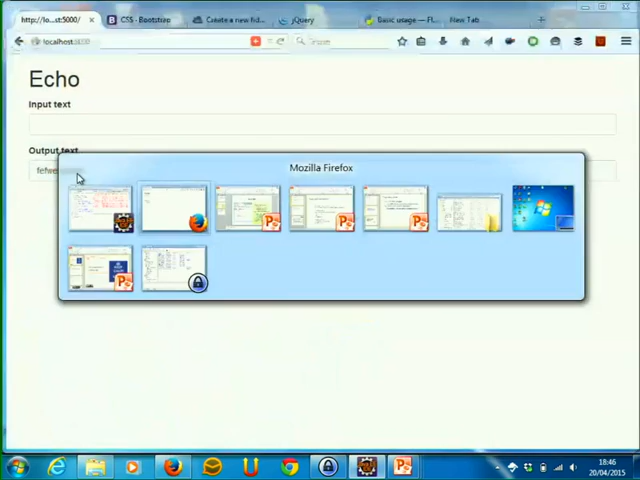 http://lo...st:5000/
CSS · Bootstrap
Create a new fid...
jQuery
Basic usage — Fl...
New Tab
localhost:5000
Echo
Input text
Output text
Mozilla Firefox
18:46
20/04/2015